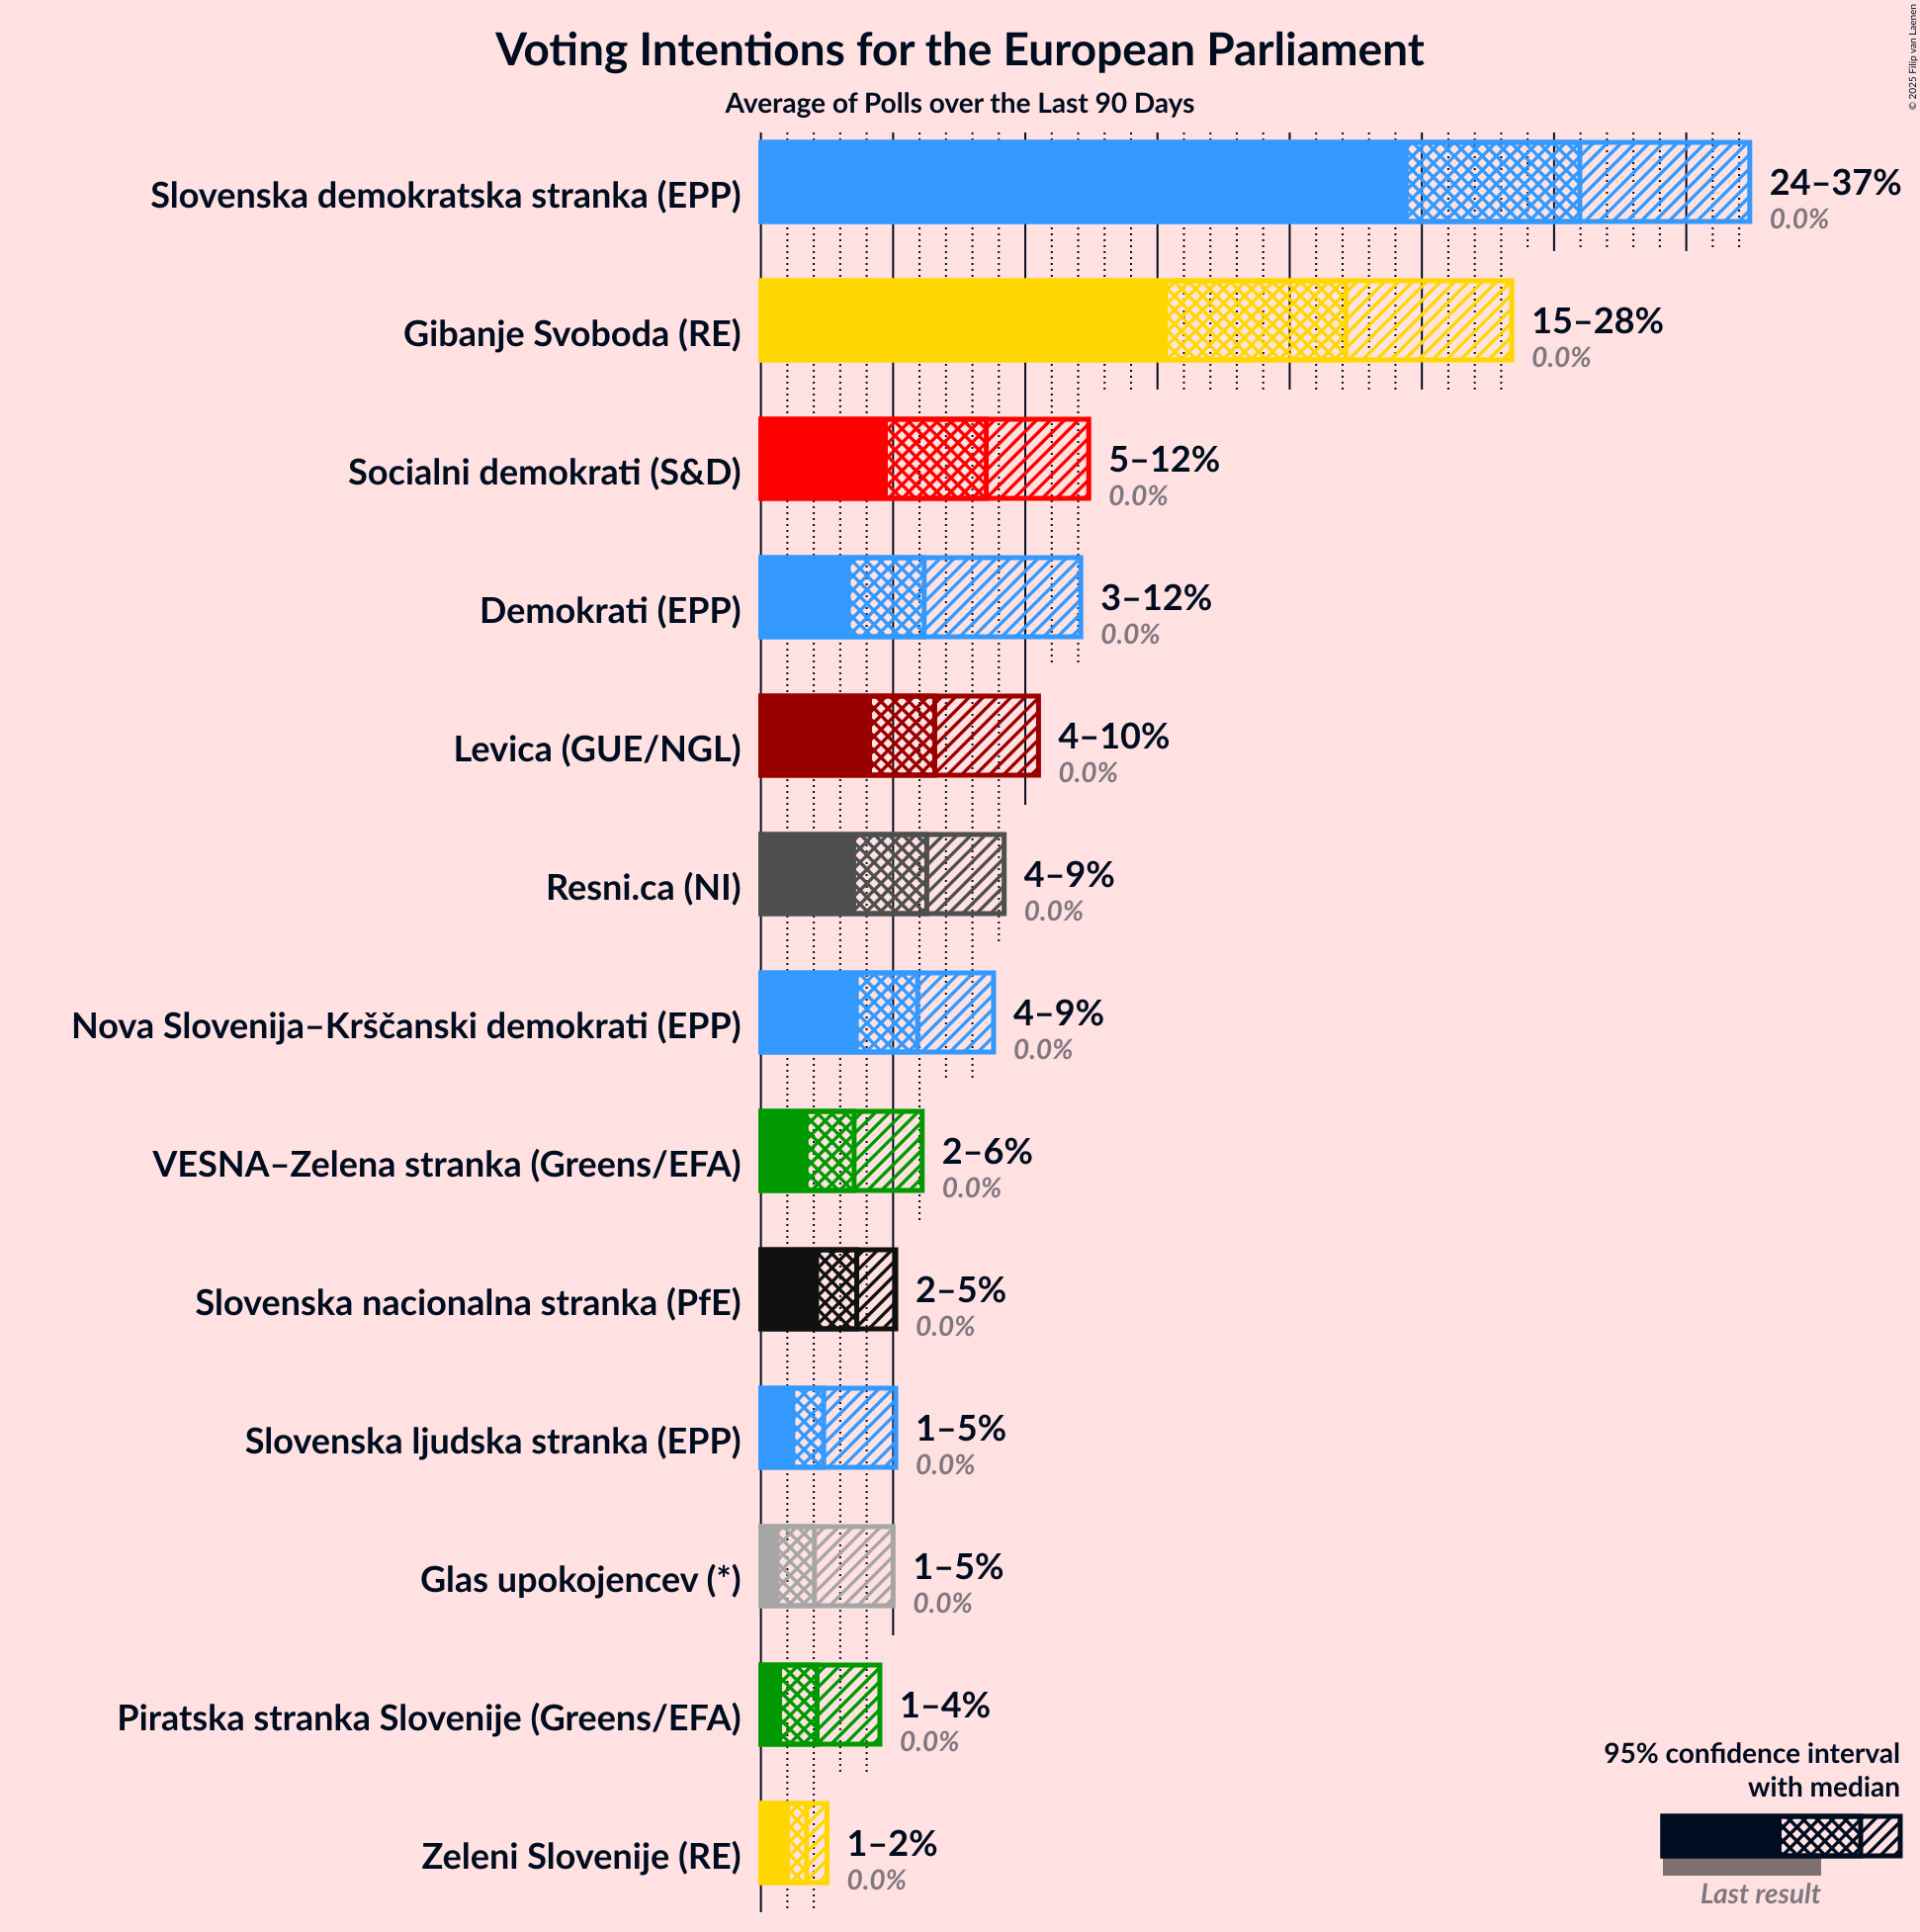 Voting Intentions for the European Parliament
Average of Polls over the Last 90 Days
© 2025 Filip van Laenen
Slovenska demokratska stranka (EPP)
24–37%
0.0%
Gibanje Svoboda (RE)
15–28%
0.0%
Socialni demokrati (S&D)
5–12%
0.0%
Demokrati (EPP)
3–12%
0.0%
Levica (GUE/NGL)
4–10%
0.0%
Resni.ca (NI)
4–9%
0.0%
Nova Slovenija–Krščanski demokrati (EPP)
4–9%
0.0%
VESNA–Zelena stranka (Greens/EFA)
2–6%
0.0%
Slovenska nacionalna stranka (PfE)
2–5%
0.0%
Slovenska ljudska stranka (EPP)
1–5%
0.0%
Glas upokojencev (*)
1–5%
0.0%
Piratska stranka Slovenije (Greens/EFA)
1–4%
0.0%
Zeleni Slovenije (RE)
1–2%
0.0%
95% confidence interval
with median
Last result